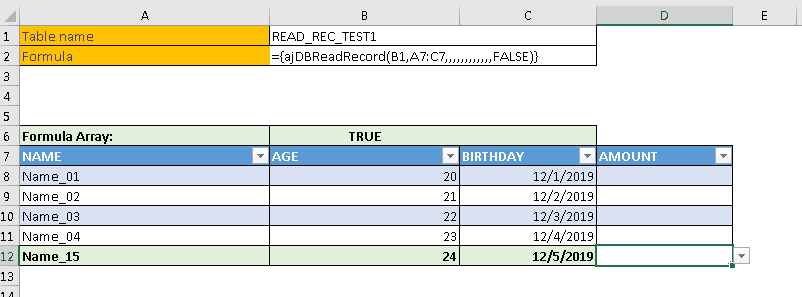 A B C D E
1 Table name READ_REC_TEST1
2 Formula ={ajDBReadRecord(B1,A7:C7,,,,,,,,,,,,FALSE)}
3
4
5
6 Formula Array: TRUE
7 NAME AGE BIRTHDAY AMOUNT
8 Name_01 20 12/1/2019
9 Name_02 21 12/2/2019
10 Name_03 22 12/3/2019
11 Name_04 23 12/4/2019
12 Name_15 24 12/5/2019
13
14